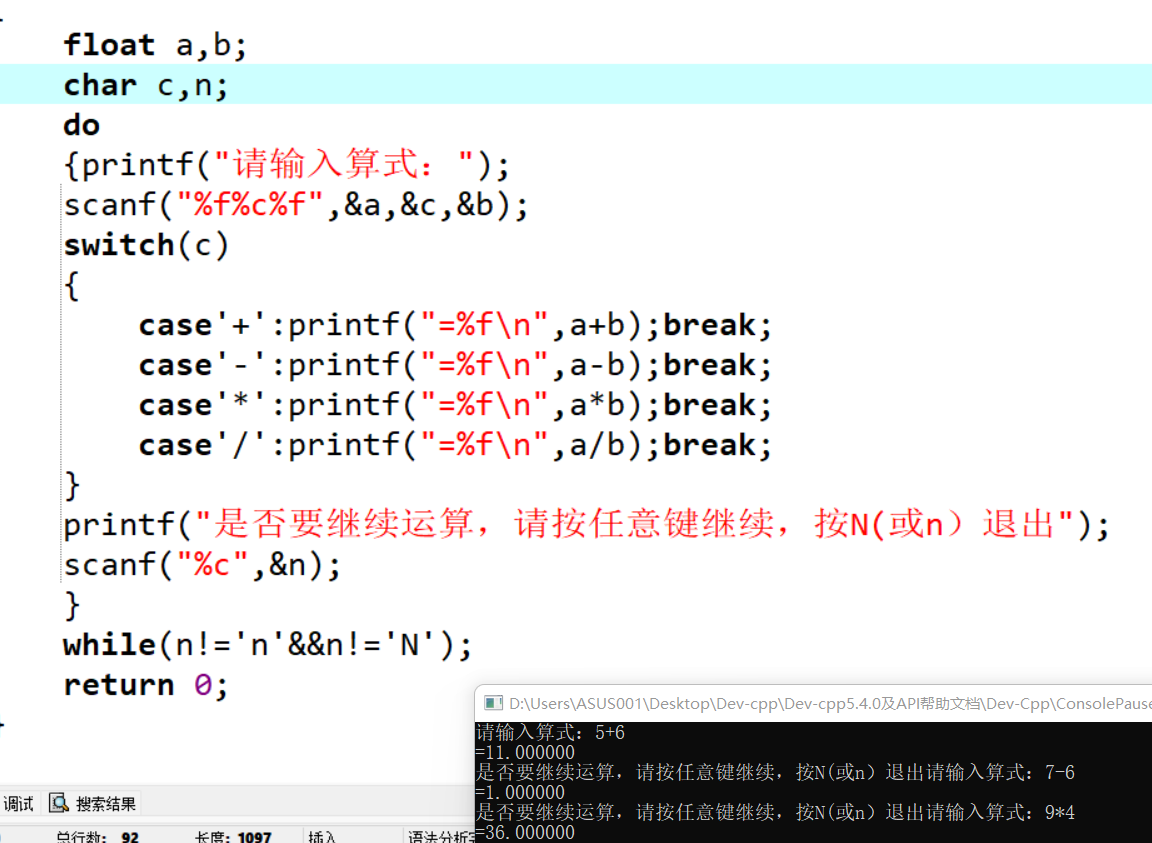 float a,b;
char c,n;
do
{printf("请输入算式：");
scanf("%f%c%f",&a,&c,&b);
switch(c)
{
case'+':printf("=%f\n",a+b);break;
case'-':printf("=%f\n",a-b);break;
case'*':printf("=%f\n",a*b);break;
case'/':printf("=%f\n",a/b);break;
}
printf("是否要继续运算，请按任意键继续，按N(或n）退出");
scanf("%c",&n);
}
while(n!='n'&&n!='N');
return 0;
D:\Users\ASUS001\Desktop\Dev-cpp\Dev-cpp5.4.0及API帮助文档\Dev-Cpp\ConsolePause
请输入算式：5+6
=11.000000
是否要继续运算，请按任意键继续，按N(或n）退出请输入算式：7-6
=1.000000
是否要继续运算，请按任意键继续，按N(或n）退出请输入算式：9*4
=36.000000
调试 搜索结果
总行数: 92 长度: 1097 插入 语法分析